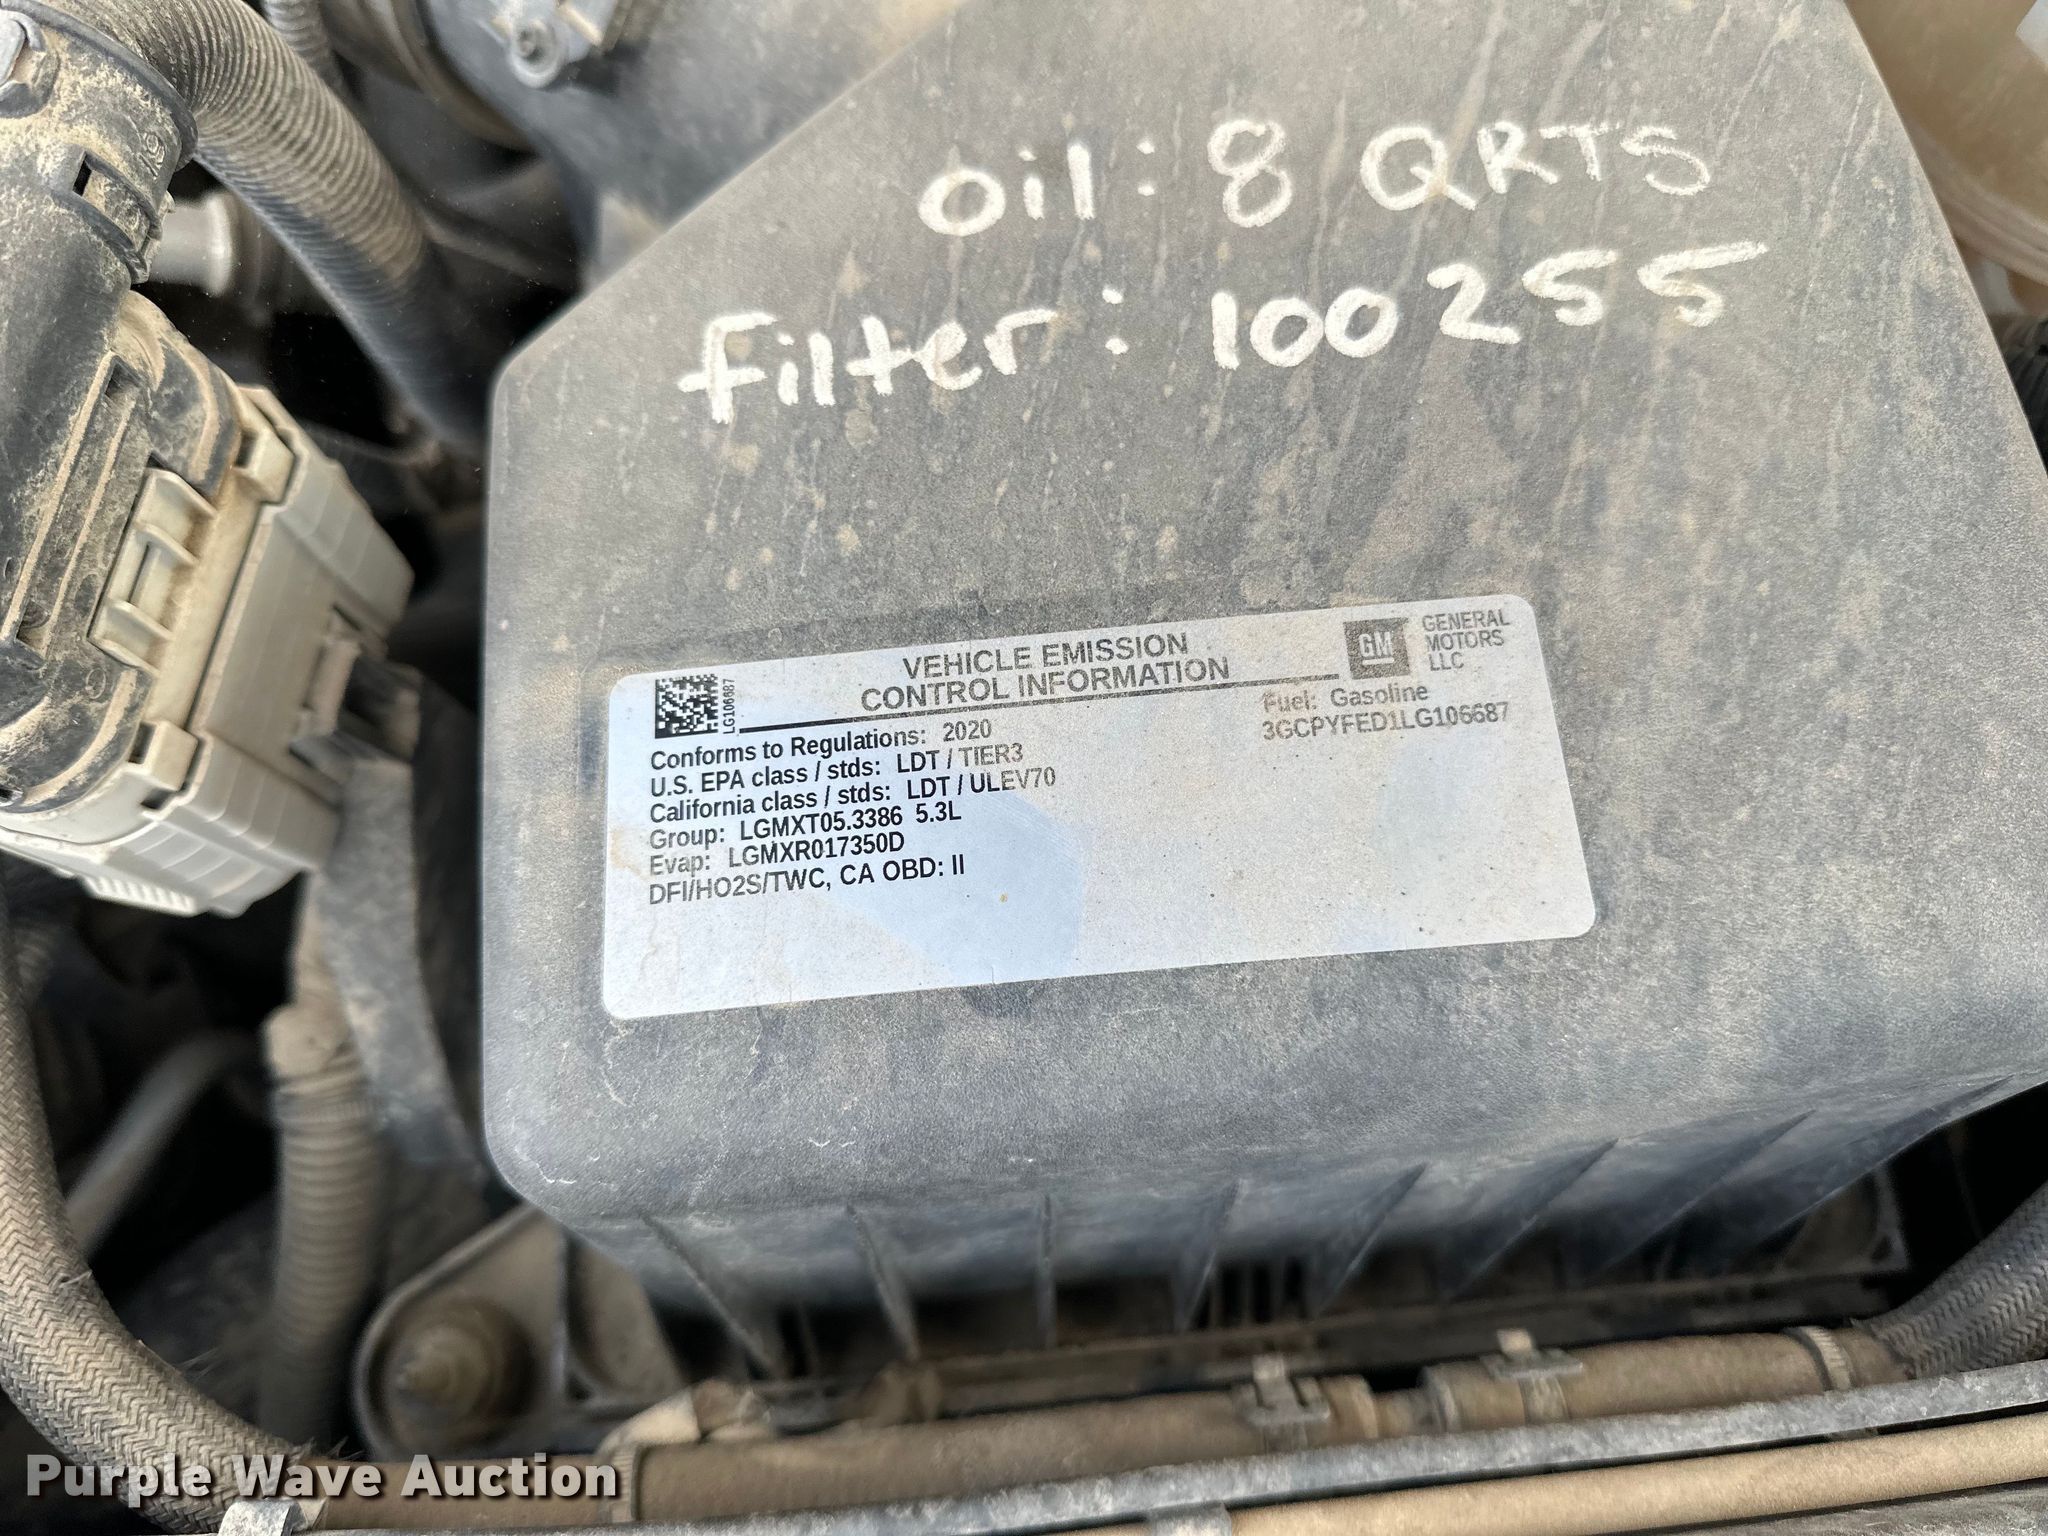 Oil: 8 QRTS
filter: 100255
VEHICLE EMISSION
CONTROL INFORMATION
GM
GENERAL
MOTORS
LLC
LG106687
Fuel: Gasoline
3GCPYFED1LG106687
Conforms to Regulations: 2020
U.S. EPA class / stds: LDT / TIER3
California class / stds: LDT / ULEV70
Group: LGMXT05.3386 5.3L
Evap: LGMXR017350D
DFI/HO2S/TWC, CA OBD: II
Purple Wave Auction